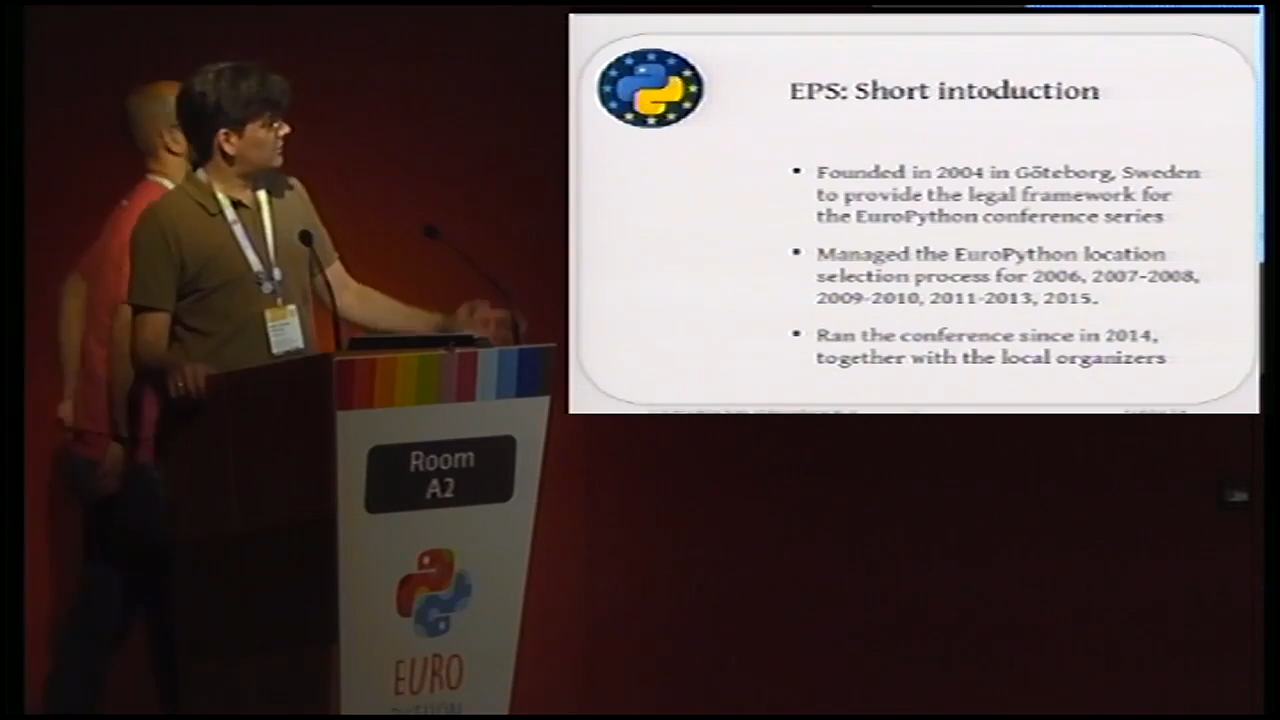 EPS: Short intoduction
• Founded in 2004 in Göteborg, Sweden
to provide the legal framework for
the EuroPython conference series
• Managed the EuroPython location
selection process for 2006, 2007-2008,
2009-2010, 2011-2013, 2015.
• Ran the conference since in 2014,
together with the local organizers
Room
A2
EURO
PYTHON